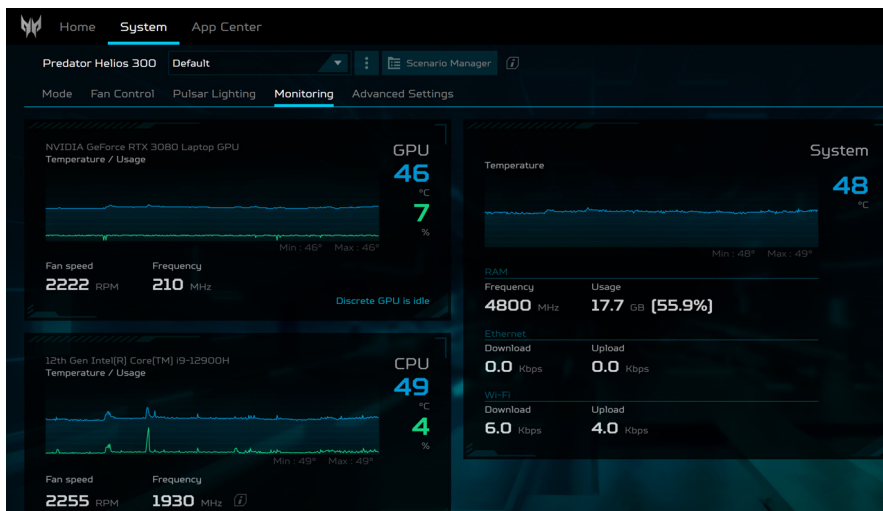 Home System App Center
Predator Helios 300 Default Scenario Manager i
Mode Fan Control Pulsar Lighting Monitoring Advanced Settings
NVIDIA GeForce RTX 3080 Laptop GPU
Temperature / Usage
GPU
46
°C
7
%
Min : 46° Max : 46°
Fan speed Frequency
2222 RPM 210 MHz
Discrete GPU is idle
12th Gen Intel(R) Core(TM) i9-12900H
Temperature / Usage
CPU
49
°C
4
%
Min : 49° Max : 49°
Fan speed Frequency
2255 RPM 1930 MHz i
System
Temperature
48
°C
Min : 48° Max : 49°
RAM
Frequency Usage
4800 MHz 17.7 GB (55.9%)
Ethernet
Download Upload
0.0 Kbps 0.0 Kbps
Wi-Fi
Download Upload
6.0 Kbps 4.0 Kbps